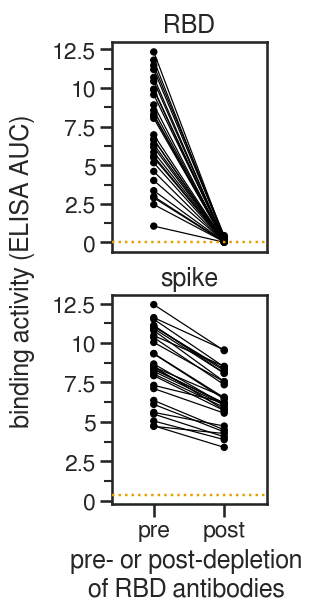 RBD
12.5
10
7.5
5
2.5
0
spike
12.5
10
7.5
5
2.5
0
binding activity (ELISA AUC)
pre
post
pre- or post-depletion
of RBD antibodies